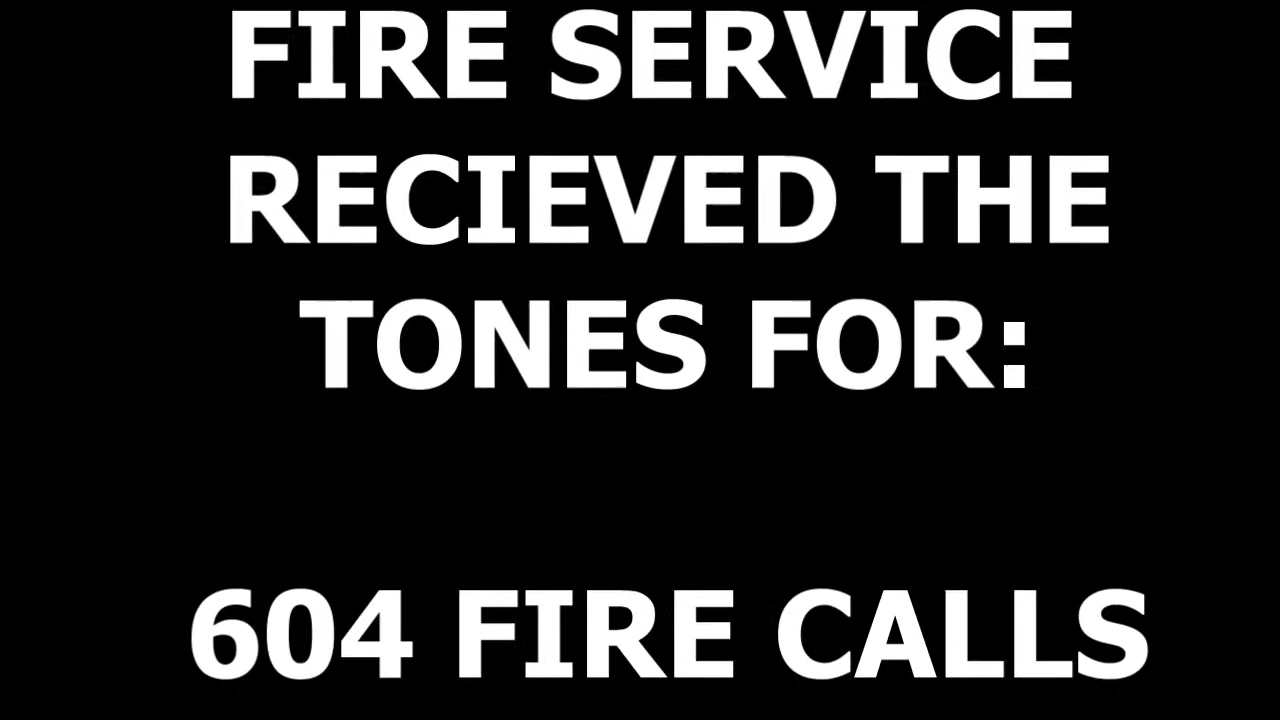 FIRE SERVICE
RECIEVED THE
TONES FOR:
604 FIRE CALLS